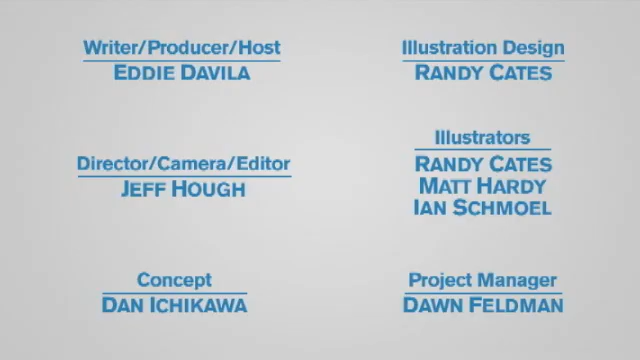 Writer/Producer/Host
EDDIE DAVILA
Director/Camera/Editor
JEFF HOUGH
Concept
DAN ICHIKAWA
Illustration Design
RANDY CATES
Illustrators
RANDY CATES
MATT HARDY
IAN SCHMOEL
Project Manager
DAWN FELDMAN